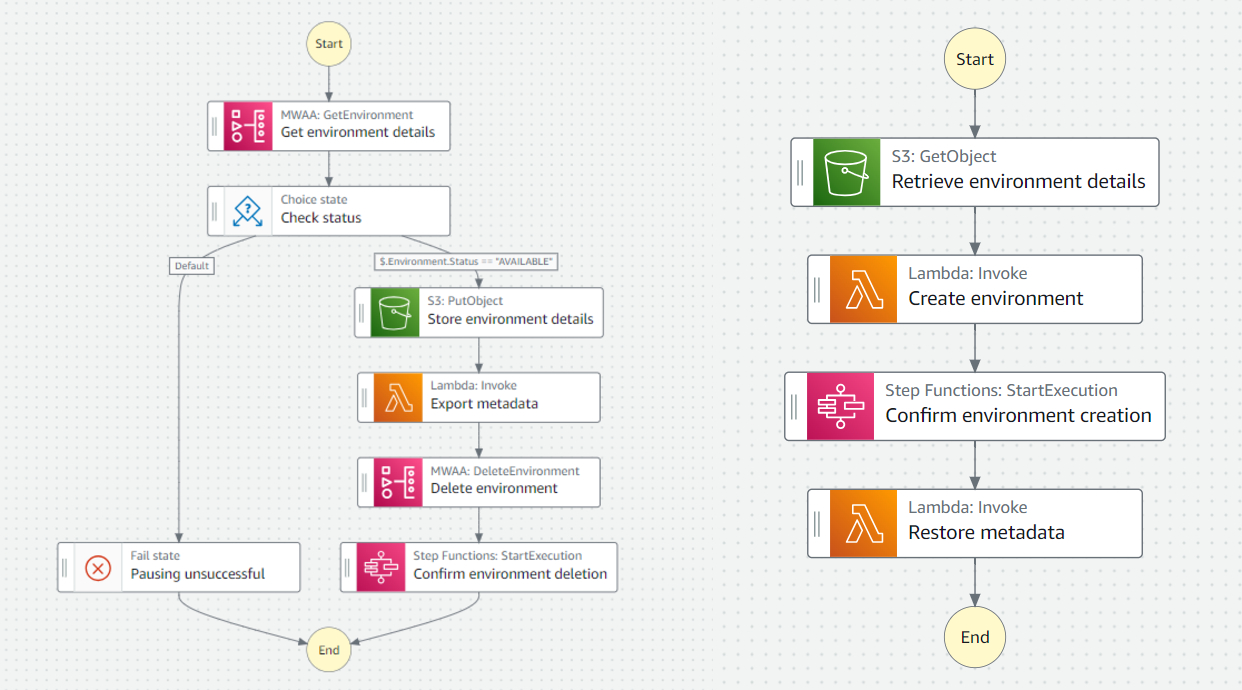 Start
MWAA: GetEnvironment
Get environment details
Choice state
Check status
Default
$.Environment.Status == "AVAILABLE"
S3: PutObject
Store environment details
Lambda: Invoke
Export metadata
MWAA: DeleteEnvironment
Delete environment
Fail state
Pausing unsuccessful
Step Functions: StartExecution
Confirm environment deletion
End
Start
S3: GetObject
Retrieve environment details
Lambda: Invoke
Create environment
Step Functions: StartExecution
Confirm environment creation
Lambda: Invoke
Restore metadata
End